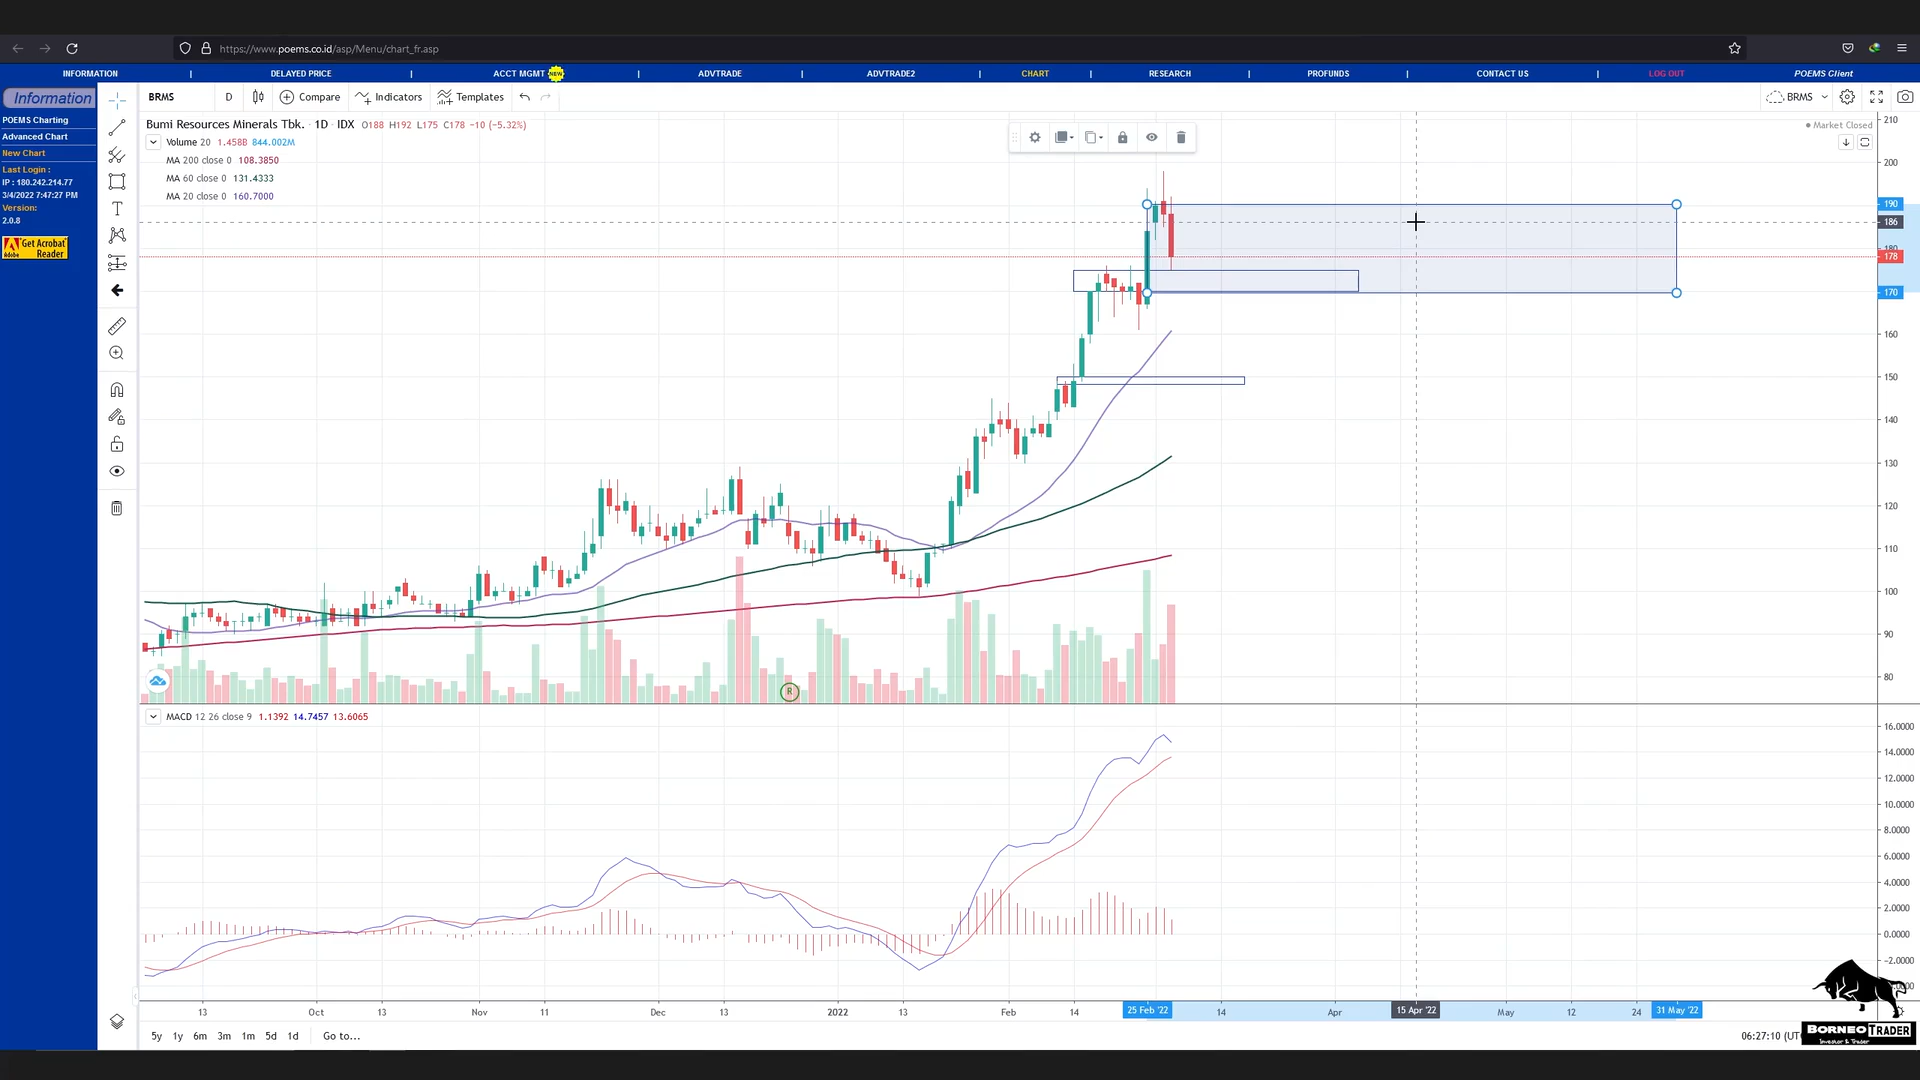 https://www.poems.co.id/asp/Menu/chart_fr.asp
INFORMATION | DELAYED PRICE | ACCT MGMT NEW | ADVTRADE | ADVTRADE2 | CHART | RESEARCH | PROFUNDS | CONTACT US | LOG OUT POEMS Client
Information
POEMS Charting
Advanced Chart
New Chart
Last Login :
IP : 180.242.214.77
3/4/2022 7:47:27 PM
Version:
2.0.8
Get Acrobat
Reader
Adobe
BRMS D Compare Indicators Templates BRMS
Bumi Resources Minerals Tbk. · 1D · IDX O188 H192 L175 C178 −10 (−5.32%)
Market Closed
Volume 20 1.458B 844.002M
MA 200 close 0 108.3850
MA 60 close 0 131.4333
MA 20 close 0 160.7000
210
200
190
186
180
178
170
160
150
140
130
120
110
100
90
80
R
MACD 12 26 close 9 1.1392 14.7457 13.6065
16.0000
14.0000
12.0000
10.0000
8.0000
6.0000
4.0000
2.0000
0.0000
−2.0000
13 Oct 13 Nov 11 Dec 13 2022 13 Feb 14 25 Feb '22 14 Apr 15 Apr '22 May 12 24 31 May '22
5y 1y 6m 3m 1m 5d 1d Go to...
06:27:10 (UTC
BORNEO TRADER
Investor & Trader